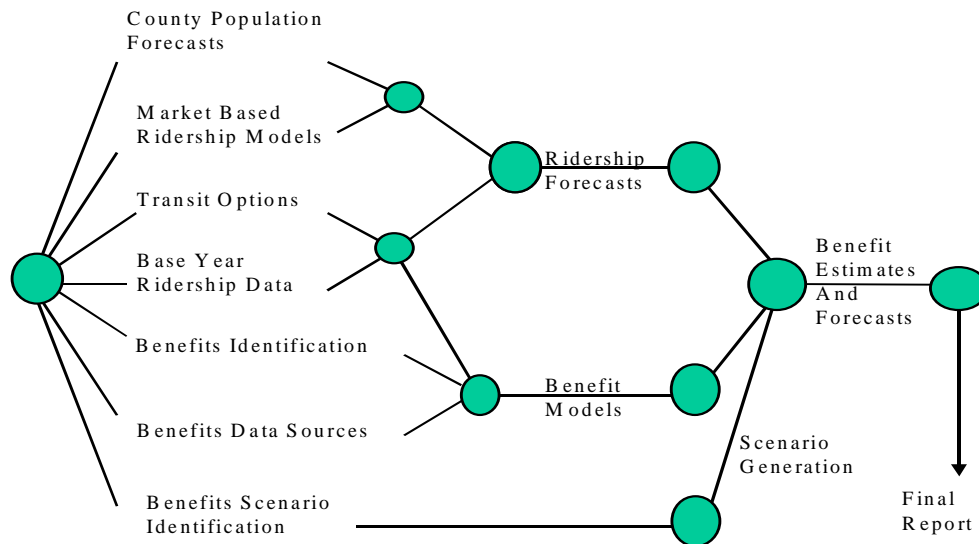 County Population
Forecasts
Market Based
Ridership Models
Transit Options
Base Year
Ridership Data
Benefits Identification
Benefits Data Sources
Benefits Scenario
Identification
Ridership
Forecasts
Benefit
Models
Scenario
Generation
Benefit
Estimates
And
Forecasts
Final
Report